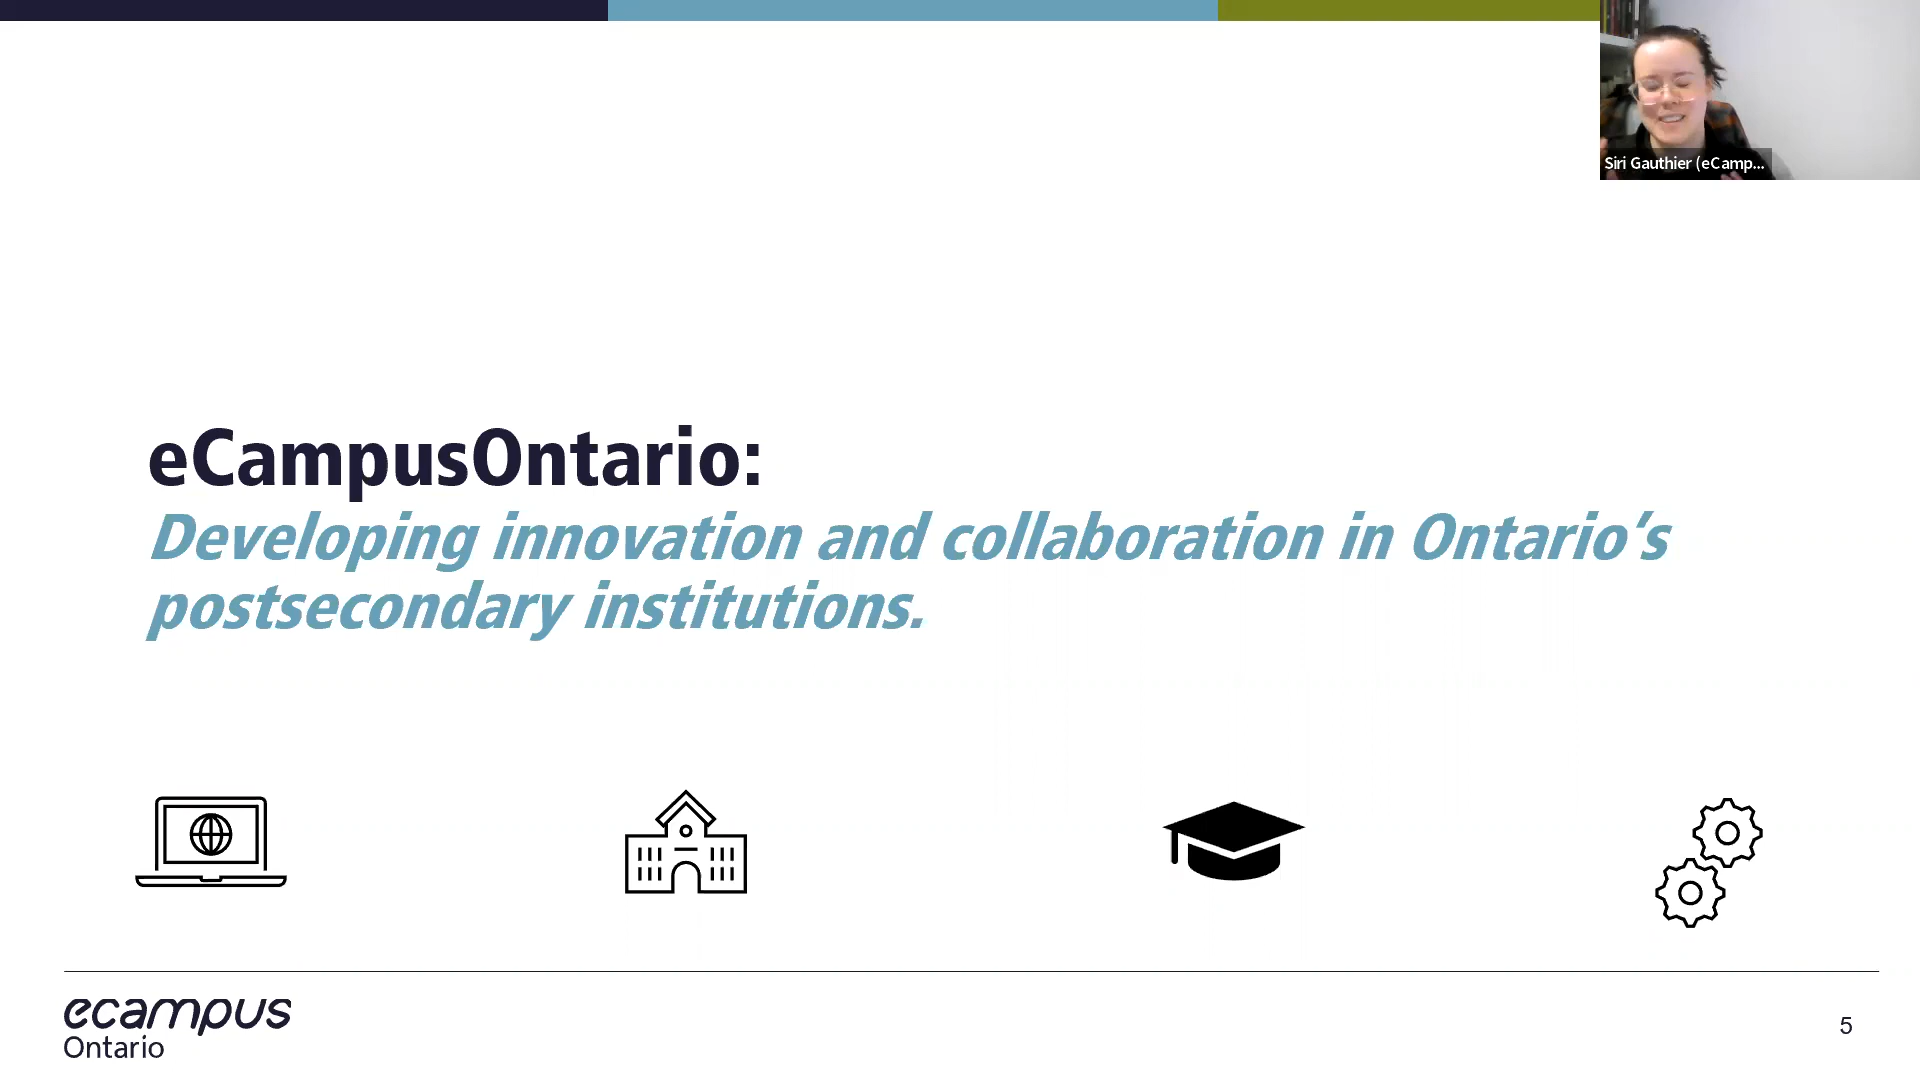 Siri Gauthier (eCamp...
eCampusOntario:
Developing innovation and collaboration in Ontario’s
postsecondary institutions.
ecampus
Ontario
5